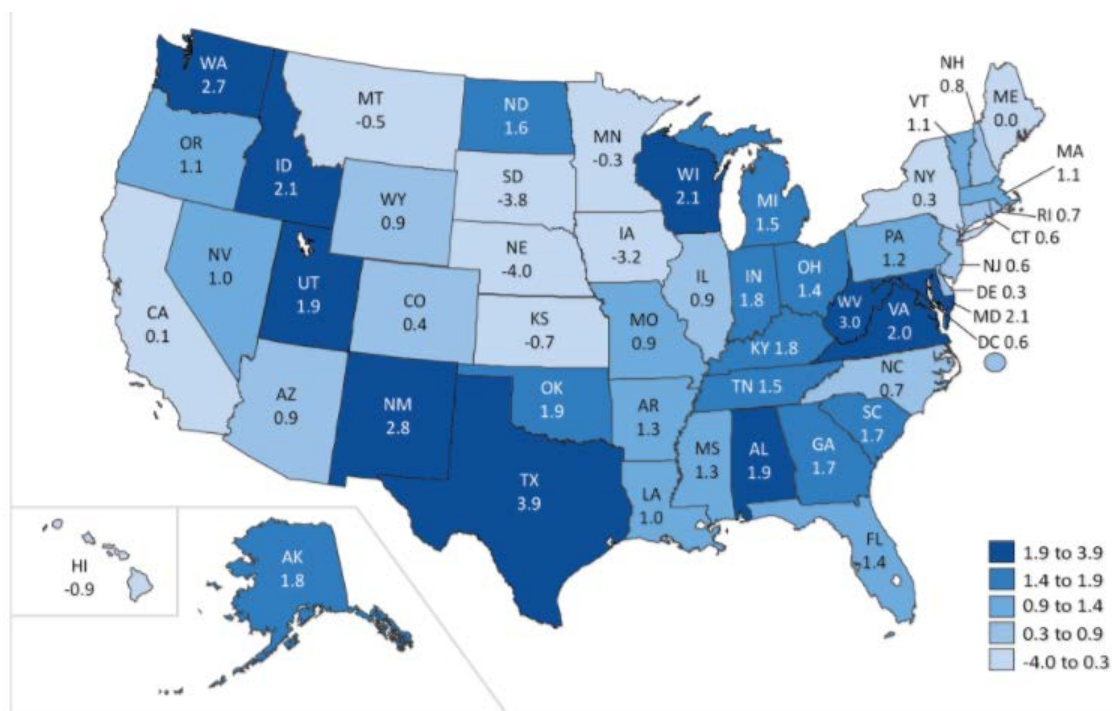 WA
2.7
OR
1.1
CA
0.1
NV
1.0
ID
2.1
MT
-0.5
WY
0.9
UT
1.9
CO
0.4
AZ
0.9
NM
2.8
ND
1.6
SD
-3.8
NE
-4.0
KS
-0.7
OK
1.9
TX
3.9
MN
-0.3
IA
-3.2
MO
0.9
AR
1.3
LA
1.0
WI
2.1
IL
0.9
MI
1.5
IN
1.8
OH
1.4
KY 1.8
TN 1.5
MS
1.3
AL
1.9
GA
1.7
FL
1.4
SC
1.7
NC
0.7
WV
3.0
VA
2.0
PA
1.2
NY
0.3
VT
1.1
NH
0.8
ME
0.0
MA
1.1
RI 0.7
CT 0.6
NJ 0.6
DE 0.3
MD 2.1
DC 0.6
HI
-0.9
AK
1.8
1.9 to 3.9
1.4 to 1.9
0.9 to 1.4
0.3 to 0.9
-4.0 to 0.3